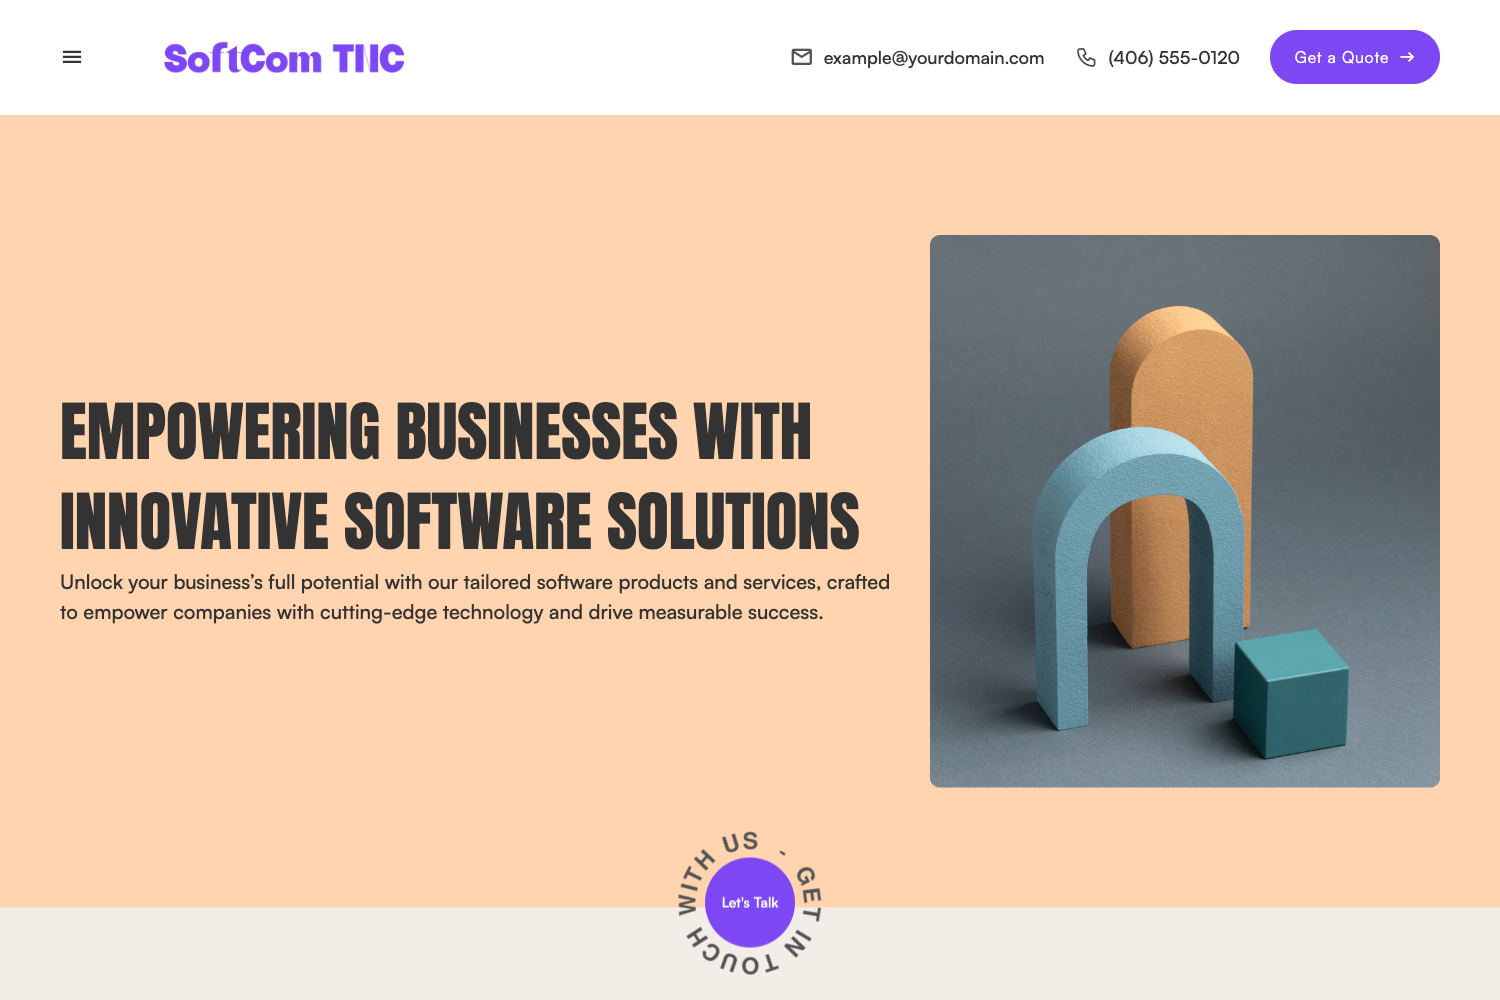 SoftCom TNC
example@yourdomain.com
(406) 555-0120
Get a Quote
EMPOWERING BUSINESSES WITH
INNOVATIVE SOFTWARE SOLUTIONS
Unlock your business’s full potential with our tailored software products and services, crafted
to empower companies with cutting-edge technology and drive measurable success.
GET IN TOUCH WITH US -
Let's Talk